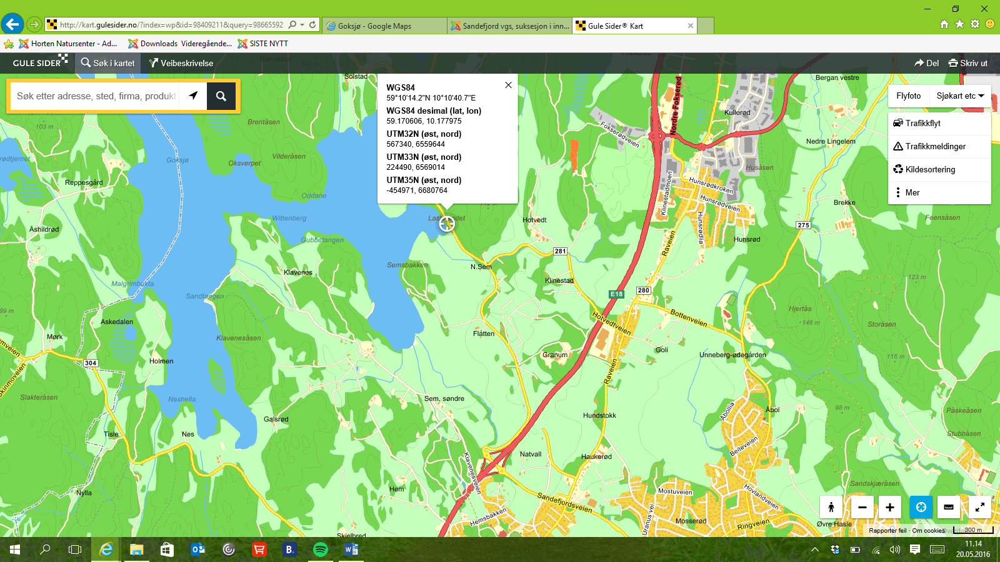 http://kart.gulesider.no/?index=wp&id=98409211&query=98665592
Goksjø - Google Maps
Sandefjord vgs, suksesjon i inn...
Gule Sider® Kart
Horten Natursenter - Ad...
Downloads Videregående...
SISTE NYTT
GULE SIDER
Søk i kartet
Veibeskrivelse
Del
Skriv ut
Søk etter adresse, sted, firma, produkt
WGS84
59°10'14.2"N 10°10'40.7"E
WGS84 desimal (lat, lon)
59.170606, 10.177975
UTM32N (øst, nord)
567340, 6559644
UTM33N (øst, nord)
224490, 6569014
UTM35N (øst, nord)
-454971, 6680764
Flyfoto
Sjøkart etc
Trafikkflyt
Trafikkmeldinger
Kildesortering
Mer
Solstad
Bergan vestre
Nordre Fokserød
Kullerød
Fokserødveien
Nedre Lingelem
103 m
Brentåsen
Vilderåsen
Oksverpet
Goksjø
Husåsen
Reppesgård
Hunsrødkroken
Klinestadmoen
Oddane
Hunsrødveien
Brekke
112 m
Wittenberg
Hotvedt
Feensåsen
Åshildrød
275
Hunsrødlia
Gubbetangen
Hunsrød
Raveien
281
Semsbakken
N.Sem
Klavenes
Klinestad
123 m
Malgrimbukta
Sandtangen
E18
280
99 m
Hjertås
148 m
Askedalen
Hotvedtveien
Bottenveien
Storåsen
Mørk
Klavenesåsen
Flåtten
Goli
Granum
Unneberg-ødegården
116 m
304
Holmen
Skinmoveien
Raveien
Slakteråsen
Neshella
Sem, søndre
98 m
Hundstokk
Åbollia
Åbol
Påskeåsen
Galsrød
Tisle
Nes
Stubbåsen
Beiteveien
Natvall
Haukerød
Klavenesveien
Sandskjæråsen
Hem
Mostuveien
Hovlandveien
Nylla
Sandefjordsveien
Hemsbakken
Uranus vei
Mosserød
Ringveien
Øvre Hasle
Skjelbred
Rapporter feil - Om cookies
300 m
11.14
20.05.2016